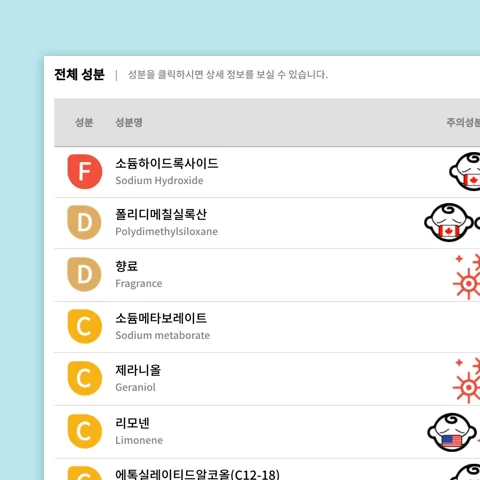 전체 성분 | 성분을 클릭하시면 상세 정보를 보실 수 있습니다.
성분 성분명 주의성분
F 소듐하이드록사이드
Sodium Hydroxide
D 폴리디메칠실록산
Polydimethylsiloxane
D 향료
Fragrance
C 소듐메타보레이트
Sodium metaborate
C 제라니올
Geraniol
C 리모넨
Limonene
C 에톡실레이티드알코올(C12-18)